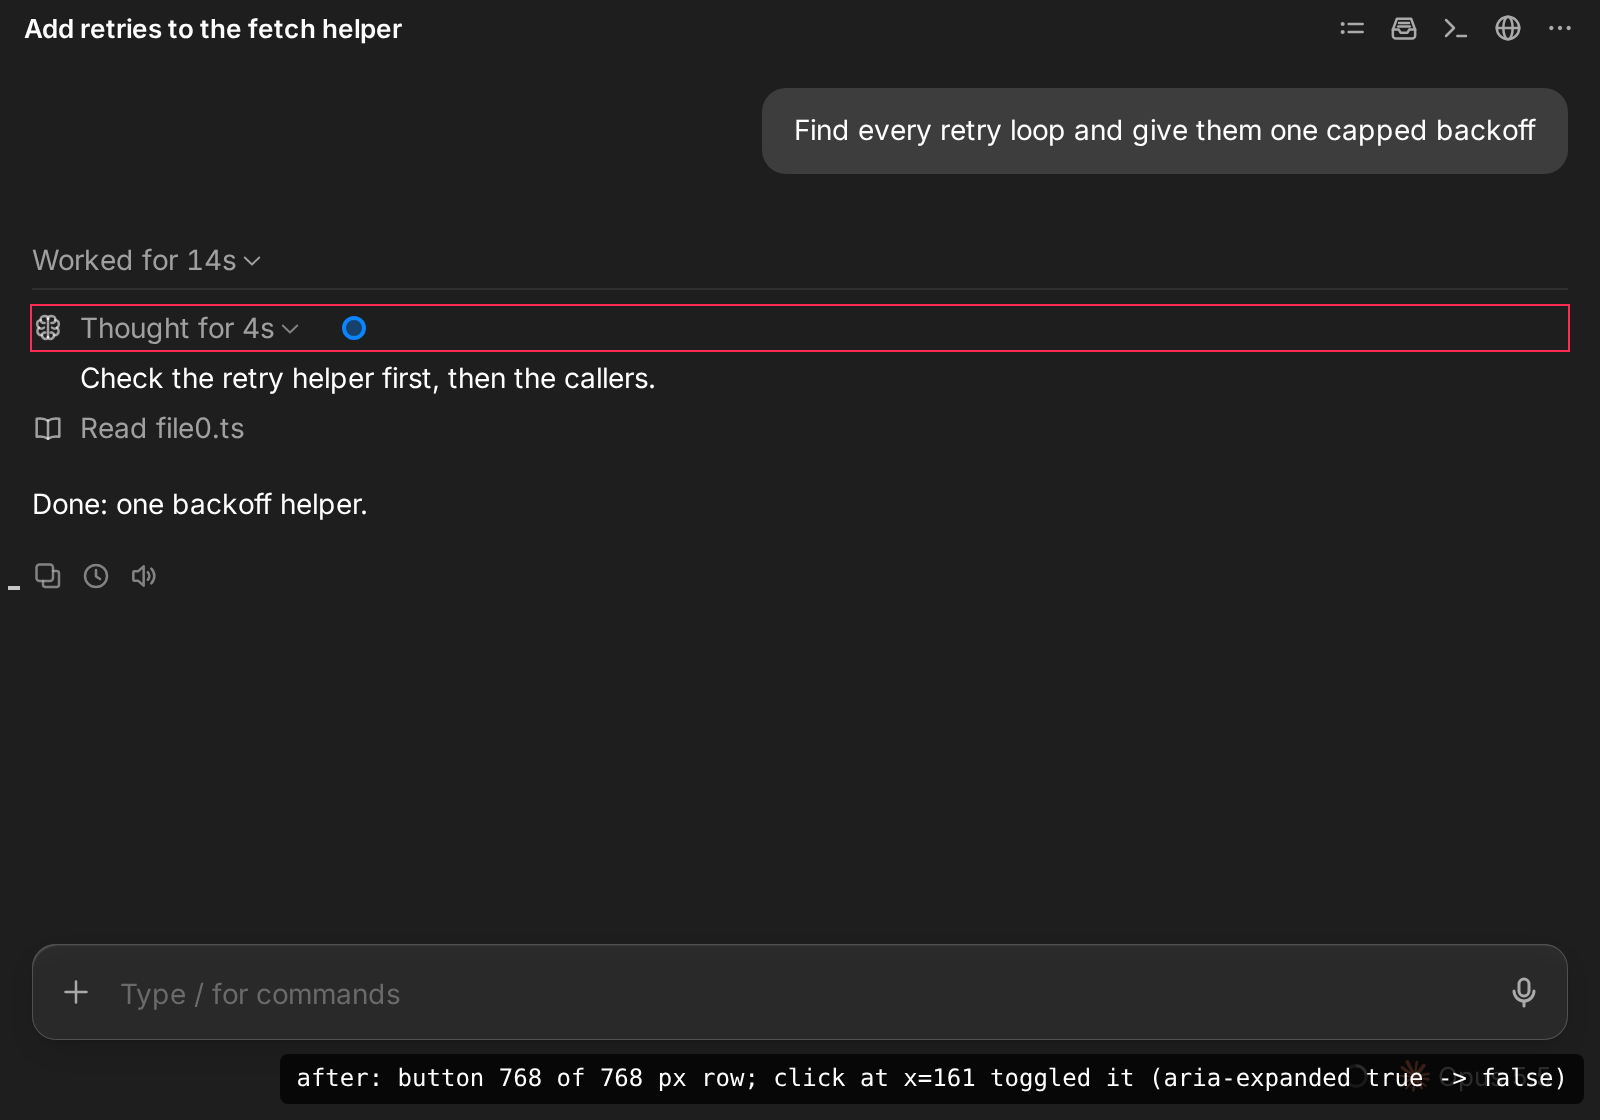 Add retries to the fetch helper
Find every retry loop and give them one capped backoff
Worked for 14s
Thought for 4s
Check the retry helper first, then the callers.
Read file0.ts
Done: one backoff helper.
Type / for commands
after: button 768 of 768 px row; click at x=161 toggled it (aria-expanded true -> false)